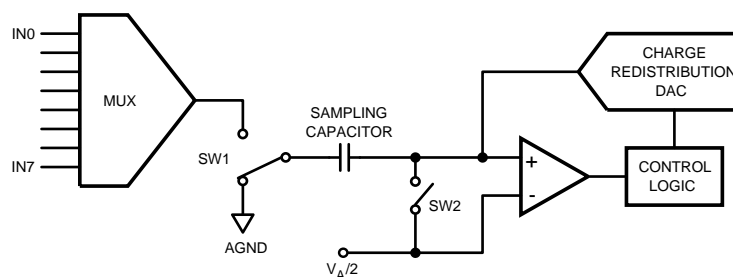 IN0
MUX
IN7
SW1
AGND
SAMPLING
CAPACITOR
SW2
V_A/2
+
-
CHARGE
REDISTRIBUTION
DAC
CONTROL
LOGIC